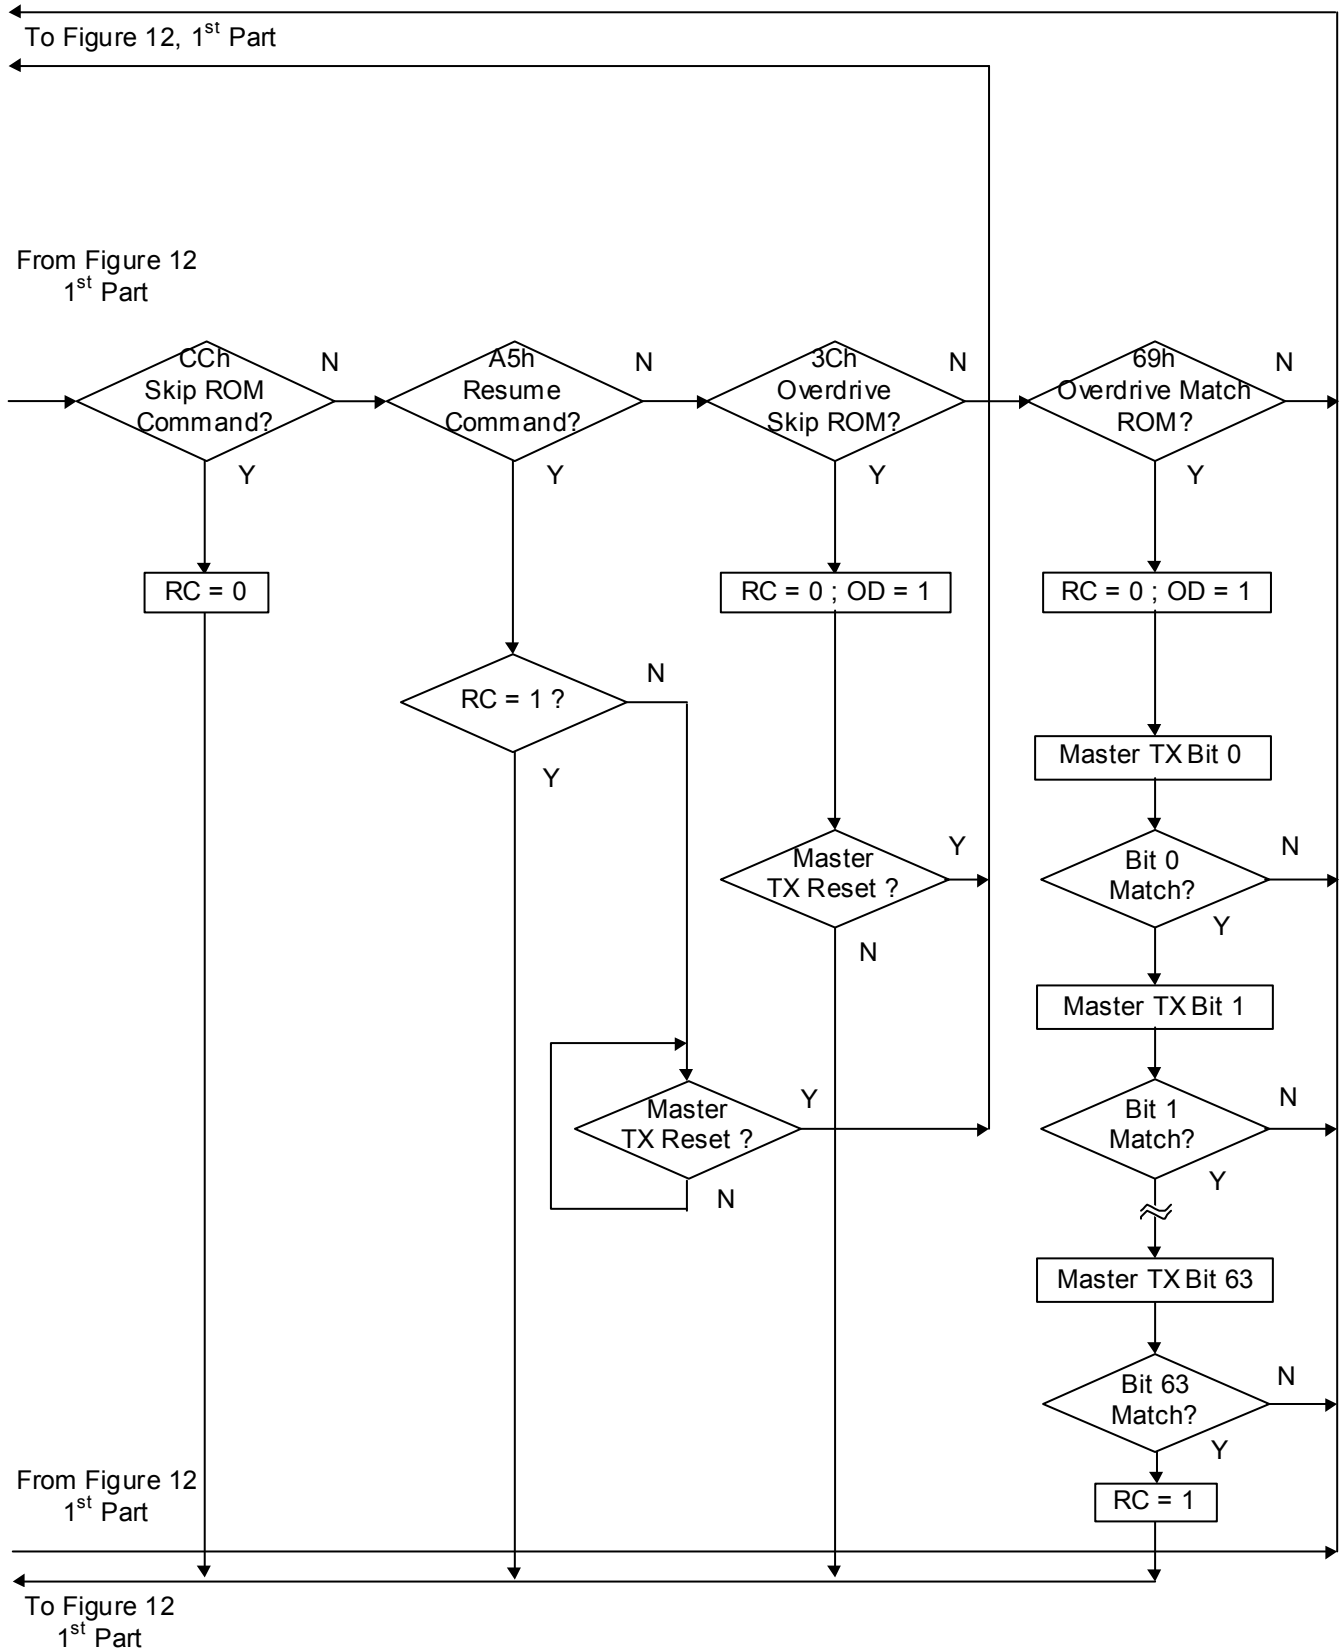 To Figure 12, 1st Part
From Figure 12
1st Part
CCh
Skip ROM
Command?
N
Y
A5h
Resume
Command?
N
Y
3Ch
Overdrive
Skip ROM?
N
Y
69h
Overdrive Match
ROM?
N
Y
RC = 0
RC = 0 ; OD = 1
RC = 0 ; OD = 1
RC = 1 ?
N
Y
Master TX Bit 0
Master
TX Reset ?
Y
N
Bit 0
Match?
N
Y
Master TX Bit 1
Master
TX Reset ?
Y
N
Bit 1
Match?
N
Y
Master TX Bit 63
Bit 63
Match?
N
Y
RC = 1
From Figure 12
1st Part
To Figure 12
1st Part